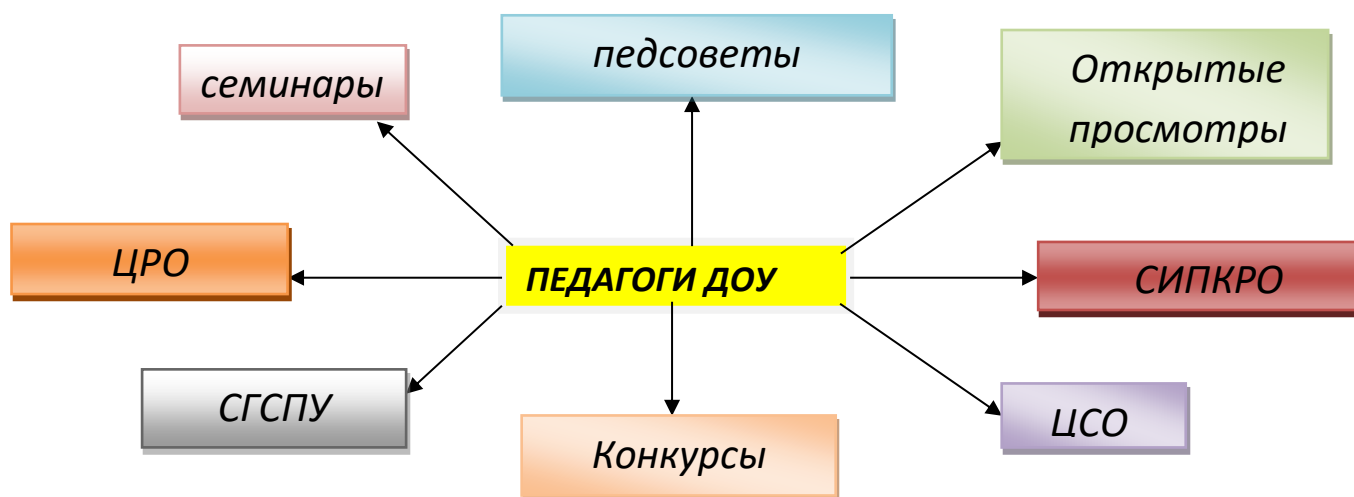 семинары
педсоветы
Открытые
просмотры
ЦРО
ПЕДАГОГИ ДОУ
СИПКРО
СГСПУ
Конкурсы
ЦСО